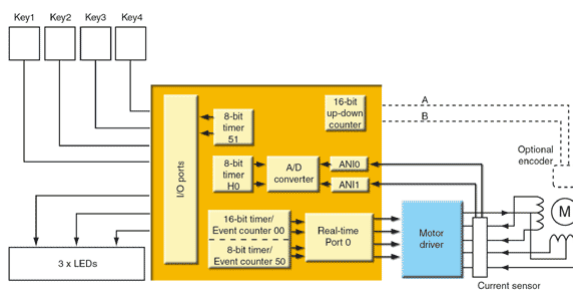 Key1 Key2 Key3 Key4
I/O ports
8-bit
timer
51
16-bit
up-down
counter
A
B
Optional
encoder
8-bit
timer
H0
A/D
converter
ANI0
ANI1
16-bit timer/
Event counter 00
8-bit timer/
Event counter 50
Real-time
Port 0
Motor
driver
M
3 x LEDs
Current sensor